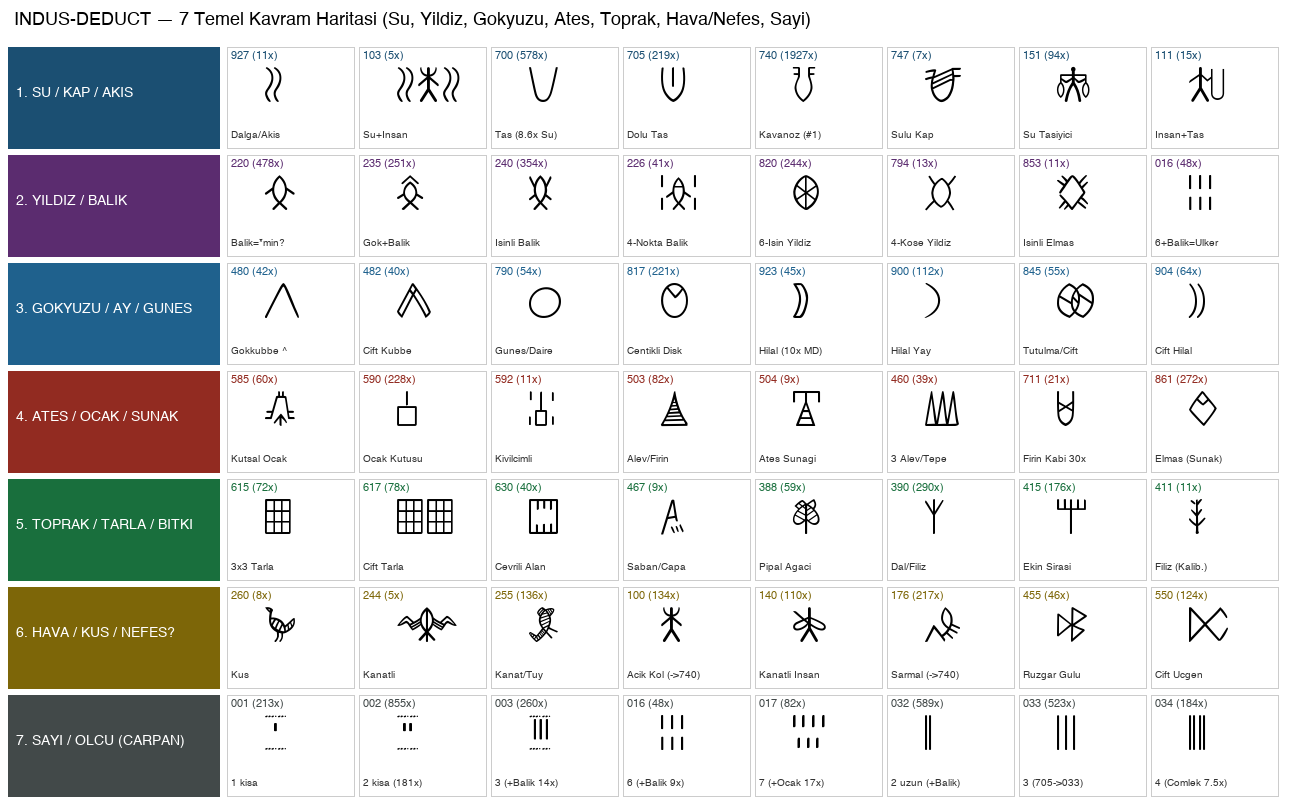 INDUS-DEDUCT — 7 Temel Kavram Haritasi (Su, Yildiz, Gokyuzu, Ates, Toprak, Hava/Nefes, Sayi)
1. SU / KAP / AKIS
927 (11x) 103 (5x) 700 (578x) 705 (219x) 740 (1927x) 747 (7x) 151 (94x) 111 (15x)
Dalga/Akis Su+Insan Tas (8.6x Su) Dolu Tas Kavanoz (#1) Sulu Kap Su Tasiyici Insan+Tas
2. YILDIZ / BALIK
220 (478x) 235 (251x) 240 (354x) 226 (41x) 820 (244x) 794 (13x) 853 (11x) 016 (48x)
Balik="min? Gok+Balik Isinli Balik 4-Nokta Balik 6-Isin Yildiz 4-Kose Yildiz Isinli Elmas 6+Balik=Ulker
3. GOKYUZU / AY / GUNES
480 (42x) 482 (40x) 790 (54x) 817 (221x) 923 (45x) 900 (112x) 845 (55x) 904 (64x)
Gokkubbe ^ Cift Kubbe Gunes/Daire Centikli Disk Hilal (10x MD) Hilal Yay Tutulma/Cift Cift Hilal
4. ATES / OCAK / SUNAK
585 (60x) 590 (228x) 592 (11x) 503 (82x) 504 (9x) 460 (39x) 711 (21x) 861 (272x)
Kutsal Ocak Ocak Kutusu Kivilcimli Alev/Firin Ates Sunagi 3 Alev/Tepe Firin Kabi 30x Elmas (Sunak)
5. TOPRAK / TARLA / BITKI
615 (72x) 617 (78x) 630 (40x) 467 (9x) 388 (59x) 390 (290x) 415 (176x) 411 (11x)
3x3 Tarla Cift Tarla Cevrili Alan Saban/Capa Pipal Agaci Dal/Filiz Ekin Sirasi Filiz (Kalib.)
6. HAVA / KUS / NEFES?
260 (8x) 244 (5x) 255 (136x) 100 (134x) 140 (110x) 176 (217x) 455 (46x) 550 (124x)
Kus Kanatli Kanat/Tuy Acik Kol (->740) Kanatli Insan Sarmal (->740) Ruzgar Gulu Cift Ucgen
7. SAYI / OLCU (CARPAN)
001 (213x) 002 (855x) 003 (260x) 016 (48x) 017 (82x) 032 (589x) 033 (523x) 034 (184x)
1 kisa 2 kisa (181x) 3 (+Balik 14x) 6 (+Balik 9x) 7 (+Ocak 17x) 2 uzun (+Balik) 3 (705->033) 4 (Comlek 7.5x)